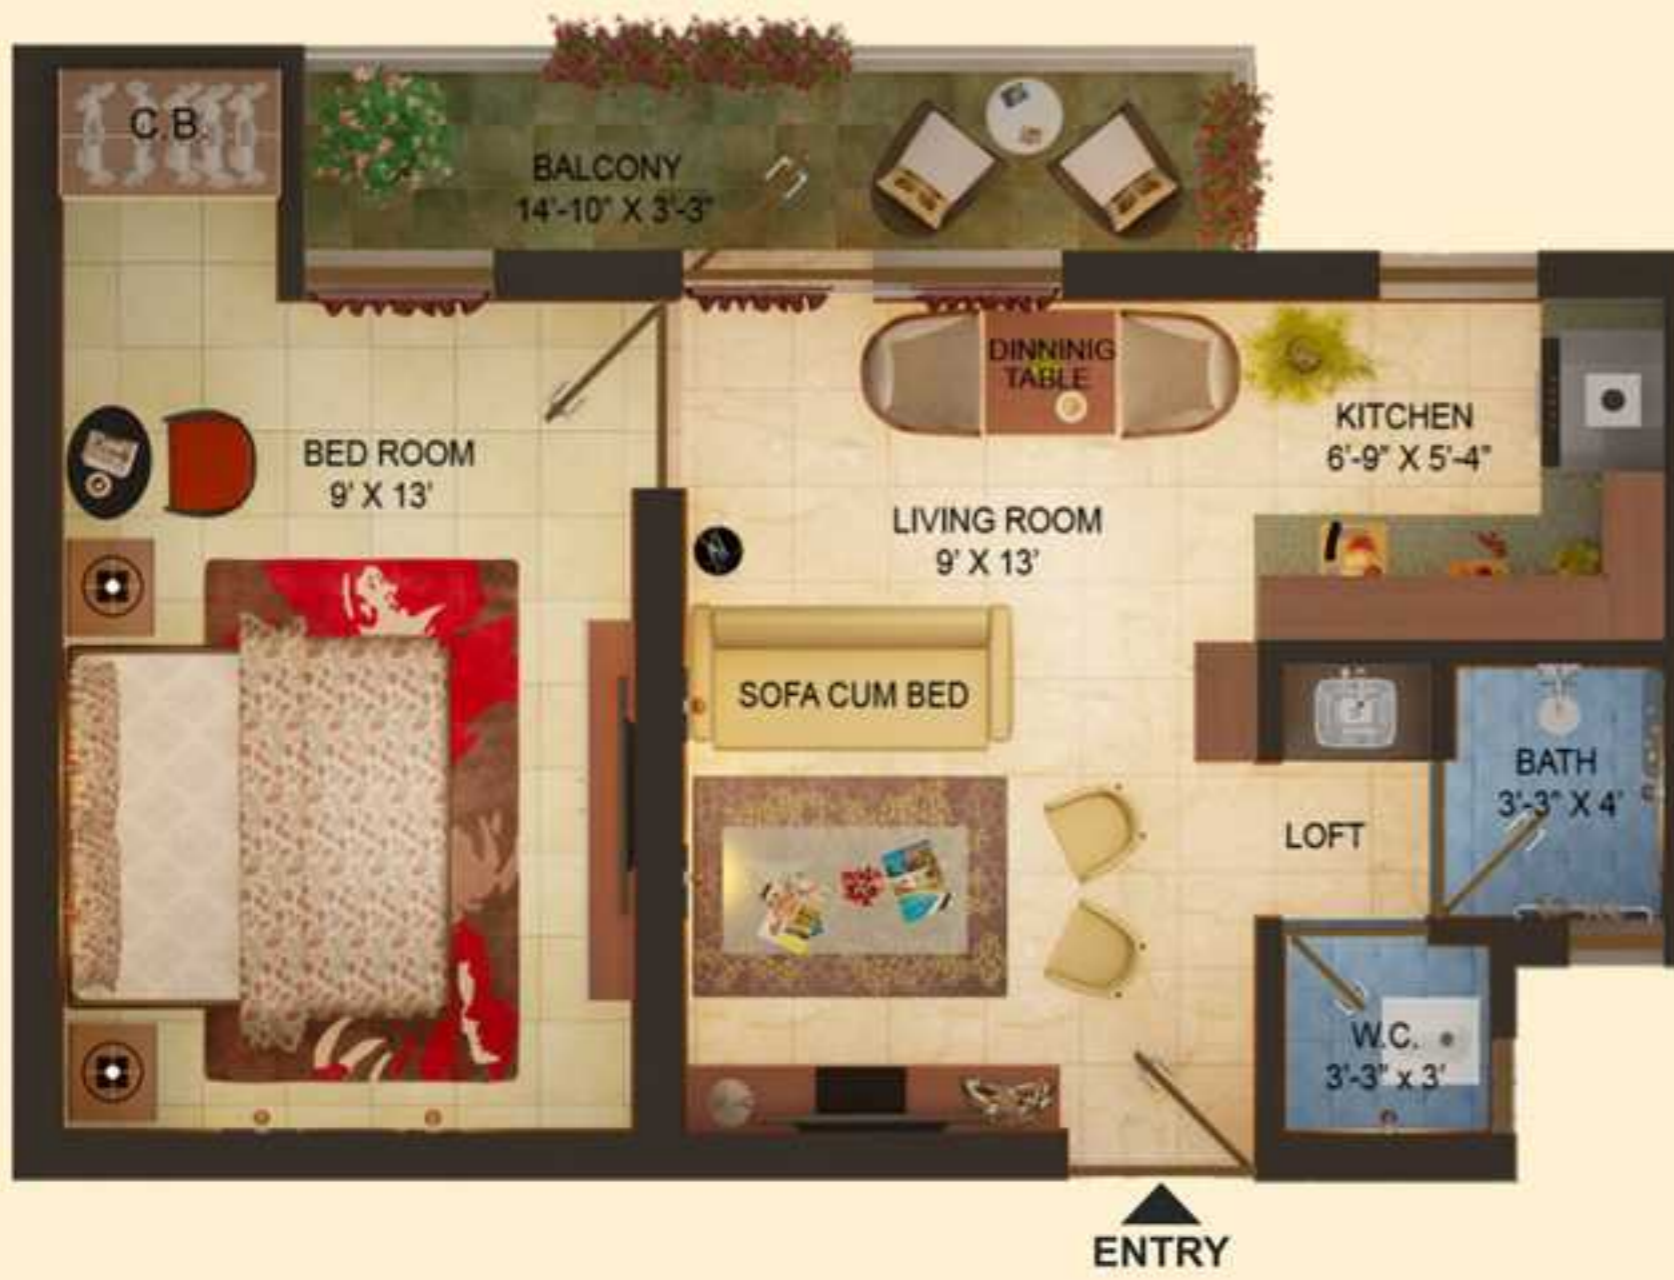 C.B.
BALCONY
14'-10" X 3'-3"
DINNINIG
TABLE
KITCHEN
6'-9" X 5'-4"
BED ROOM
9' X 13'
LIVING ROOM
9' X 13'
SOFA CUM BED
BATH
3'-3" X 4'
LOFT
W.C.
3'-3" x 3'
ENTRY